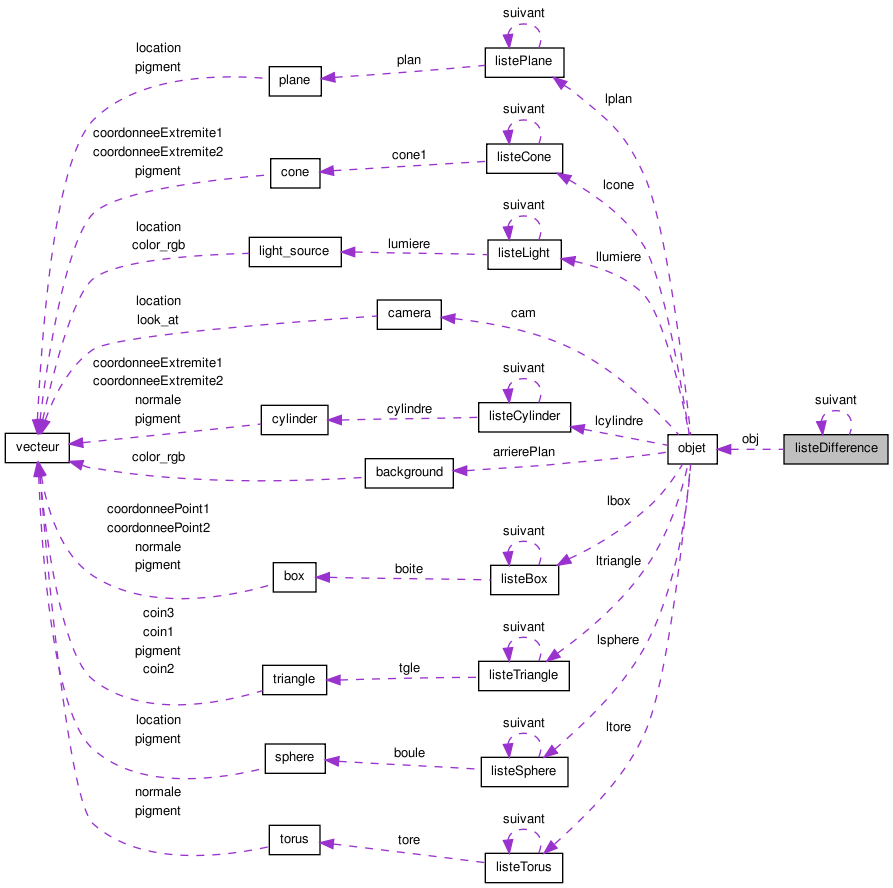 suivant
location
pigment
plan
listePlane
plane
lplan
suivant
coordonneeExtremite1
coordonneeExtremite2
pigment
cone1
listeCone
cone
lcone
suivant
location
color_rgb
lumiere
listeLight
light_source
llumiere
location
look_at
camera
cam
suivant
coordonneeExtremite1
coordonneeExtremite2
normale
pigment
cylinder
cylindre
listeCylinder
lcylindre
suivant
vecteur
objet
obj
listeDifference
color_rgb
background
arrierePlan
lbox
coordonneePoint1
coordonneePoint2
normale
pigment
suivant
box
boite
listeBox
ltriangle
coin3
coin1
pigment
coin2
suivant
triangle
tgle
listeTriangle
lsphere
location
pigment
suivant
sphere
boule
listeSphere
ltore
normale
pigment
suivant
torus
tore
listeTorus